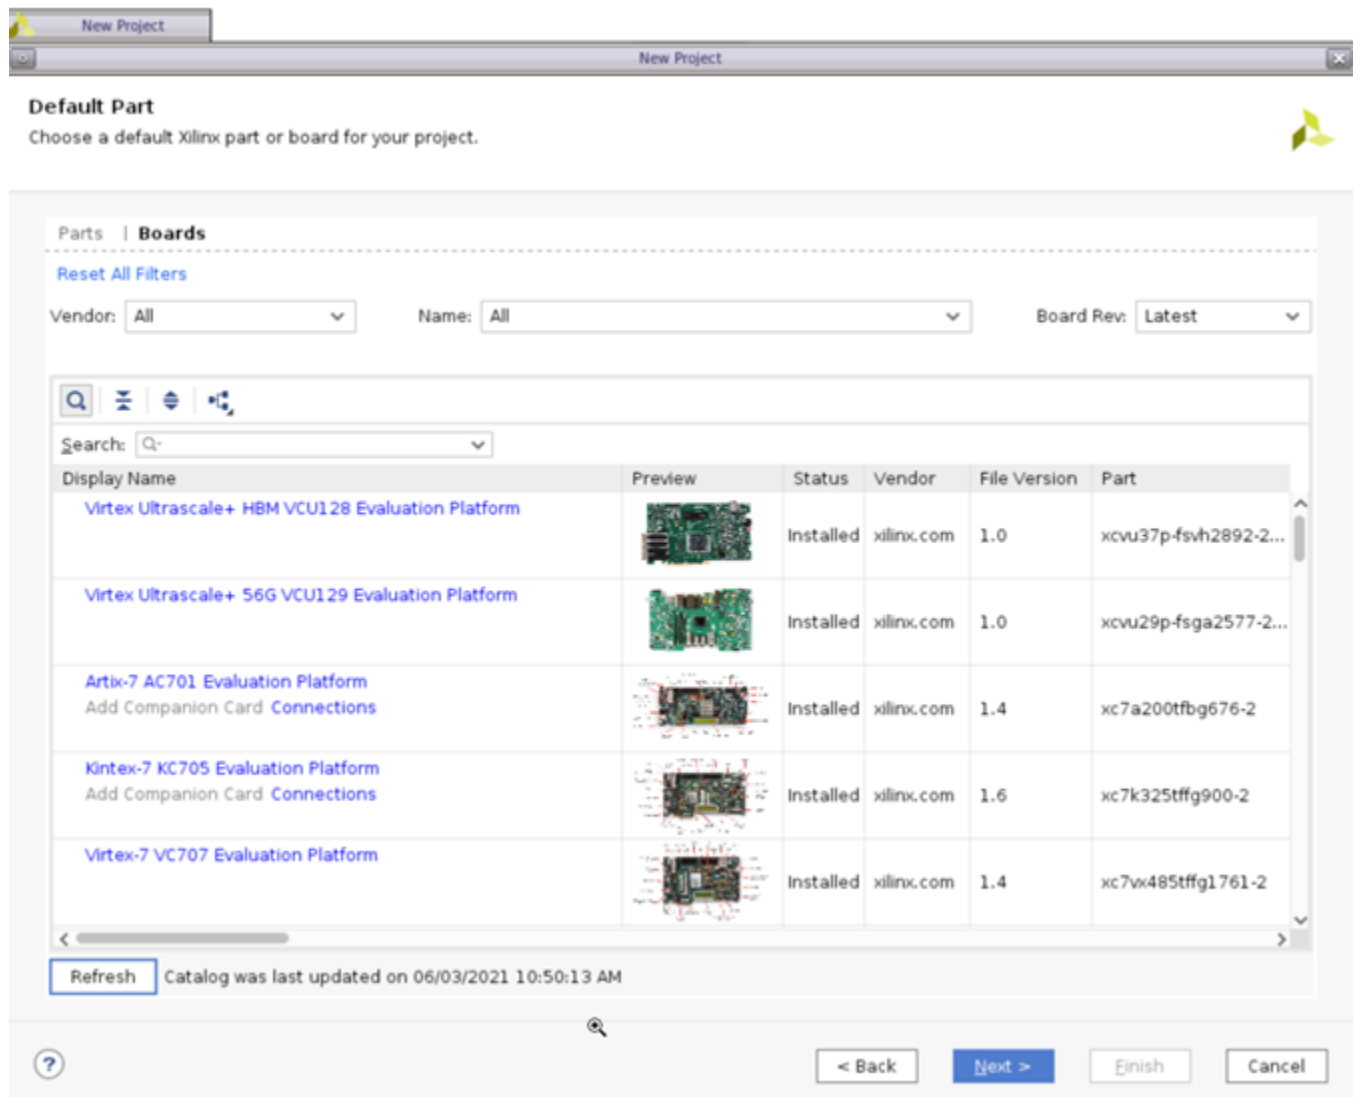 New Project
New Project
Default Part
Choose a default Xilinx part or board for your project.
Parts | Boards
Reset All Filters
Vendor: All Name: All Board Rev: Latest
Search:
Display Name Preview Status Vendor File Version Part
Virtex Ultrascale+ HBM VCU128 Evaluation Platform
Installed xilinx.com 1.0 xcvu37p-fsvh2892-2...
Virtex Ultrascale+ 56G VCU129 Evaluation Platform
Installed xilinx.com 1.0 xcvu29p-fsga2577-2...
Artix-7 AC701 Evaluation Platform
Add Companion Card Connections
Installed xilinx.com 1.4 xc7a200tfbg676-2
Kintex-7 KC705 Evaluation Platform
Add Companion Card Connections
Installed xilinx.com 1.6 xc7k325tffg900-2
Virtex-7 VC707 Evaluation Platform
Installed xilinx.com 1.4 xc7vx485tffg1761-2
Refresh Catalog was last updated on 06/03/2021 10:50:13 AM
? < Back Next > Finish Cancel